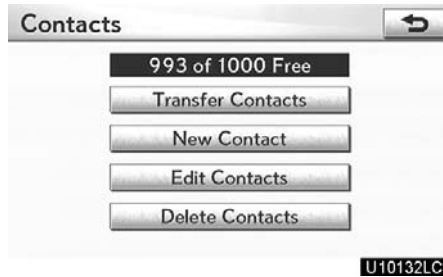 Contacts
993 of 1000 Free
Transfer Contacts
New Contact
Edit Contacts
Delete Contacts
U10132LC